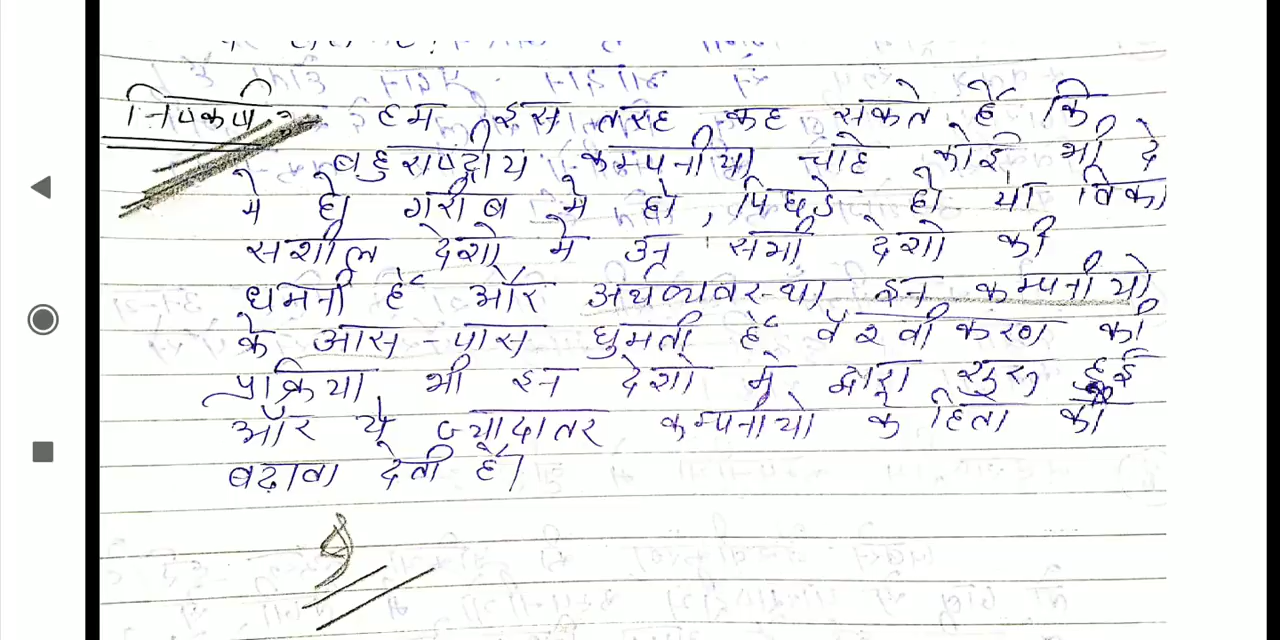 निष्कर्ष :- हम इस तरह कह सकते हैं कि
बहुराष्ट्रीय कम्पनीया चाहे कोई भी दे
मे हो गरीब मे हो, पिछडे हो या विका
सशील देशो मे उन सभी देशो की
धमनी हैं और अर्थव्यवस्था इन कम्पनीयो
के आस-पास घुमती हैं वैश्वीकरण की
प्रक्रिया भी इन देशो मे द्वारा शुरू हुई
और ये ज्यादातर कम्पनीयो के हितो को
बढ़ावा देती हैं।